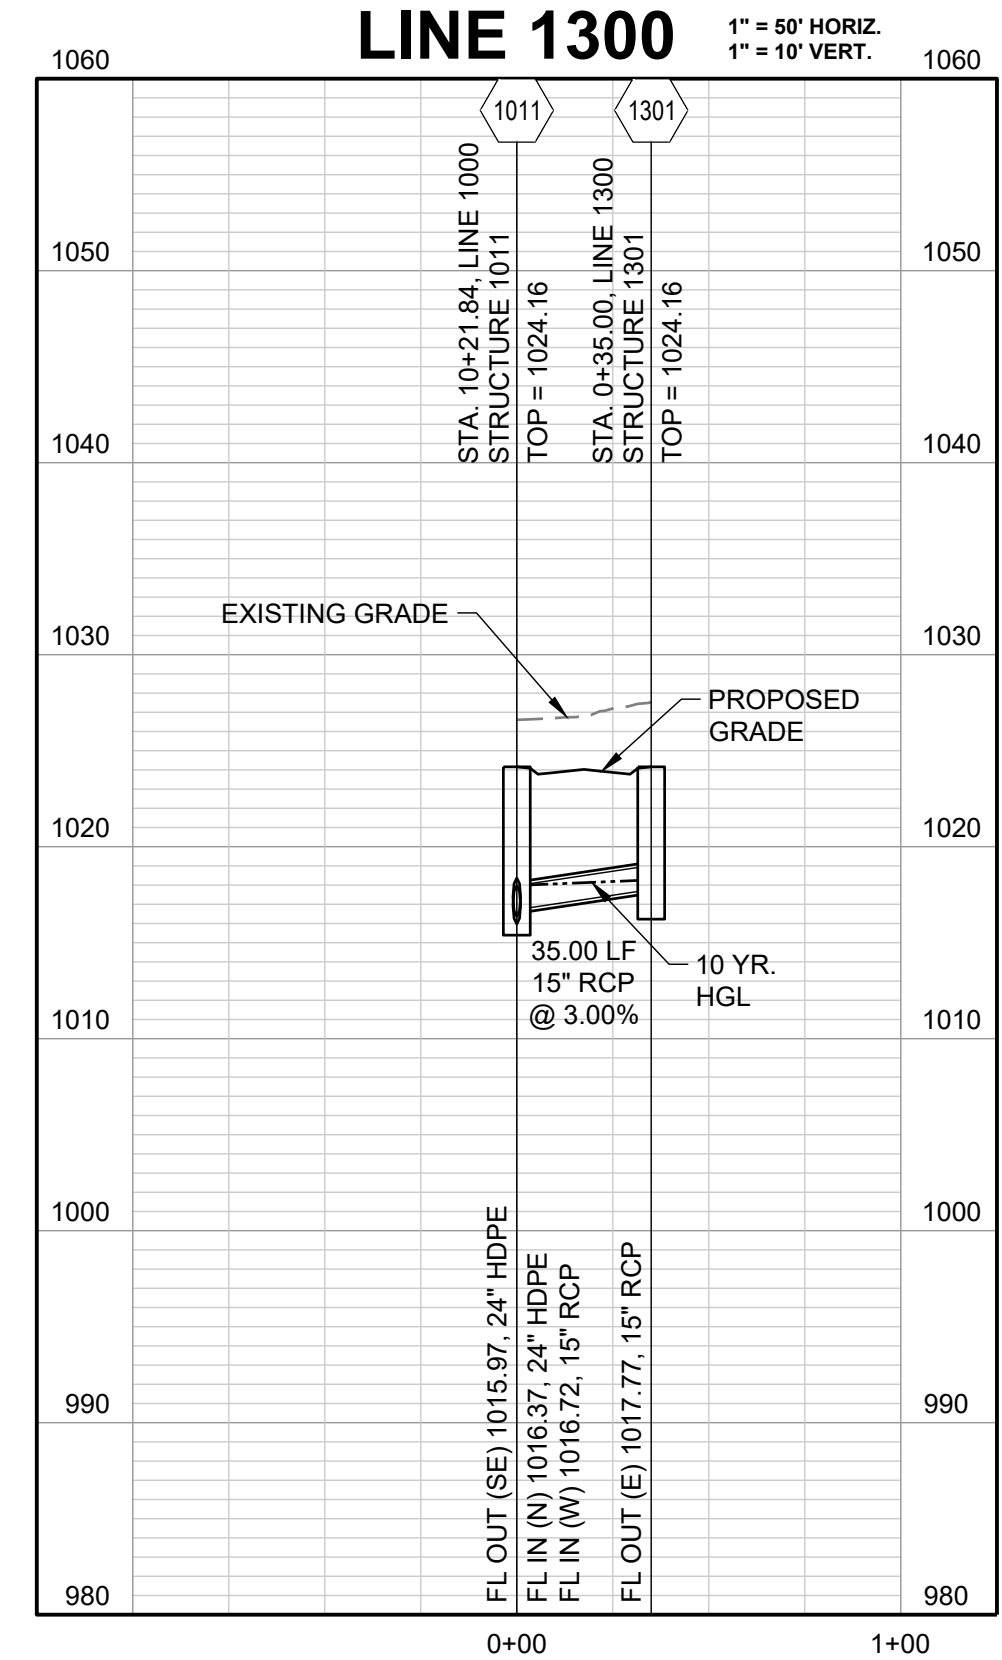 LINE 1300
1" = 50' HORIZ.
1" = 10' VERT.
1060
1060
1011
1301
STA. 10+21.84, LINE 1000
STRUCTURE 1011
TOP = 1024.16
STA. 0+35.00, LINE 1300
STRUCTURE 1301
TOP = 1024.16
1050
1050
1040
1040
EXISTING GRADE
1030
1030
PROPOSED
GRADE
1020
1020
35.00 LF
15" RCP
@ 3.00%
10 YR.
HGL
1010
1010
1000
1000
FL OUT (SE) 1015.97, 24" HDPE
FL IN (N) 1016.37, 24" HDPE
FL IN (W) 1016.72, 15" RCP
FL OUT (E) 1017.77, 15" RCP
990
990
980
980
0+00
1+00